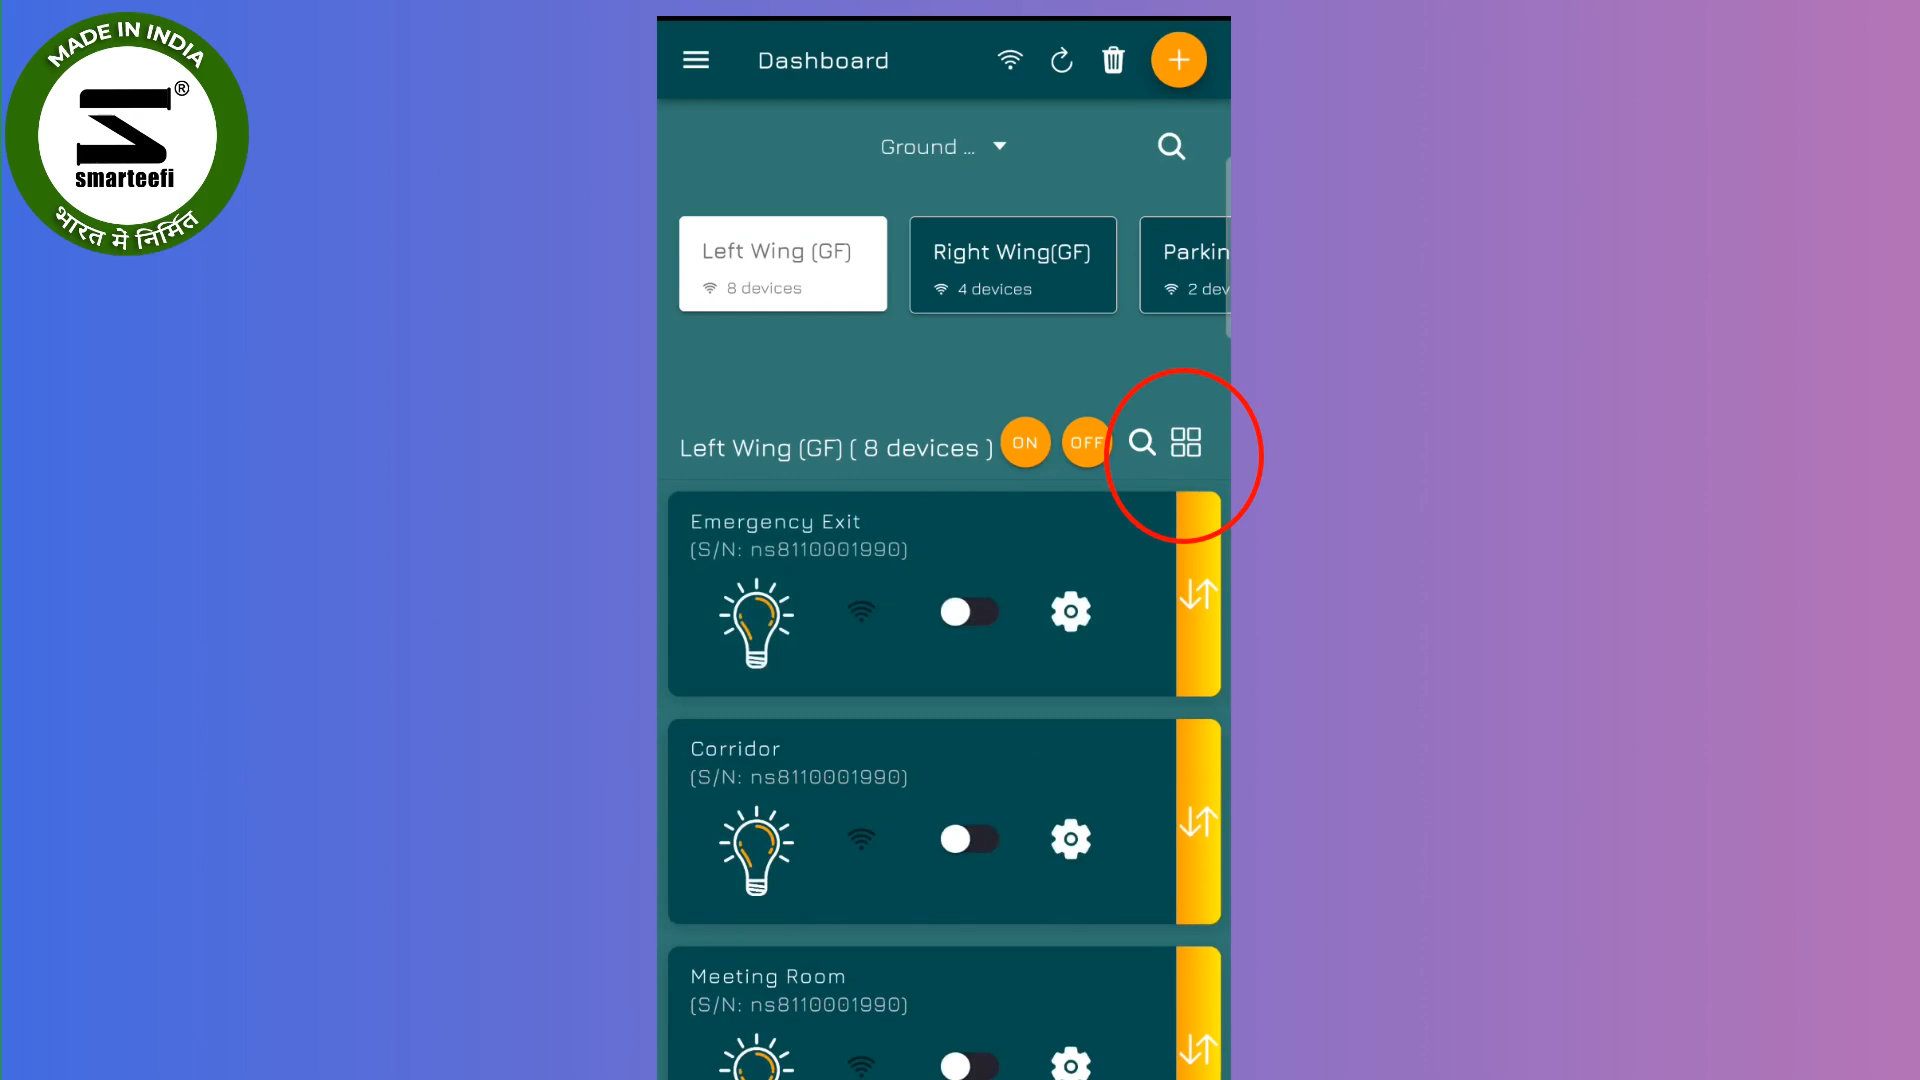 MADE IN INDIA
®
smarteefi
भारत में निर्मित
Dashboard
Ground ...
Left Wing (GF)
8 devices
Right Wing(GF)
4 devices
Parkin
2 dev
Left Wing (GF) ( 8 devices )
ON
OFF
Emergency Exit
(S/N: ns8110001990)
Corridor
(S/N: ns8110001990)
Meeting Room
(S/N: ns8110001990)